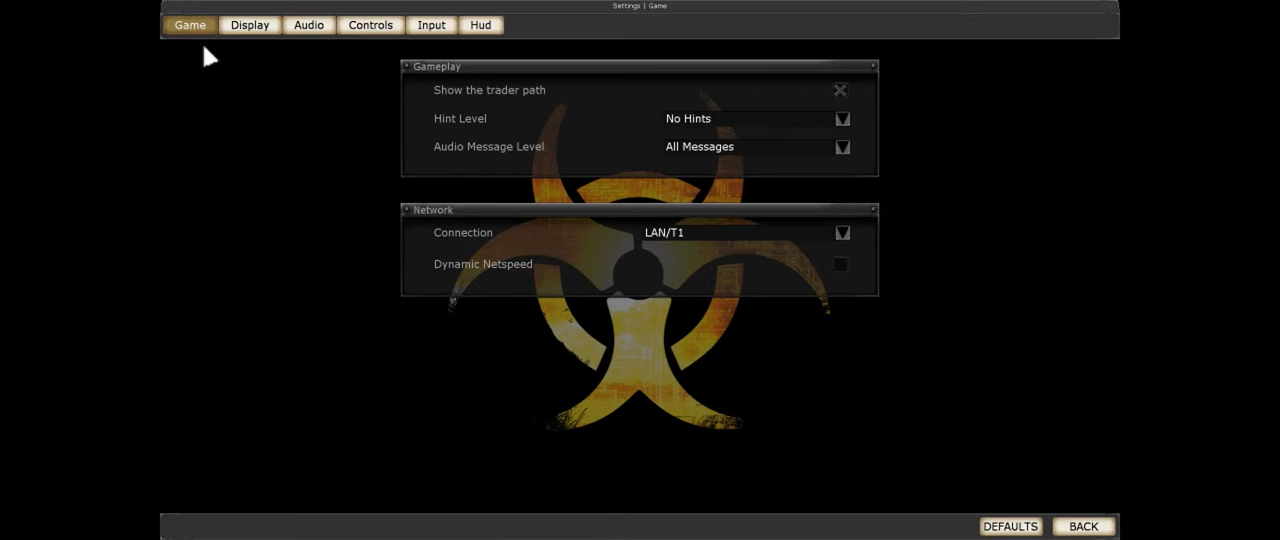 Settings | Game
Game Display Audio Controls Input Hud
Gameplay
Show the trader path
Hint Level No Hints
Audio Message Level All Messages
Network
Connection LAN/T1
Dynamic Netspeed
DEFAULTS BACK